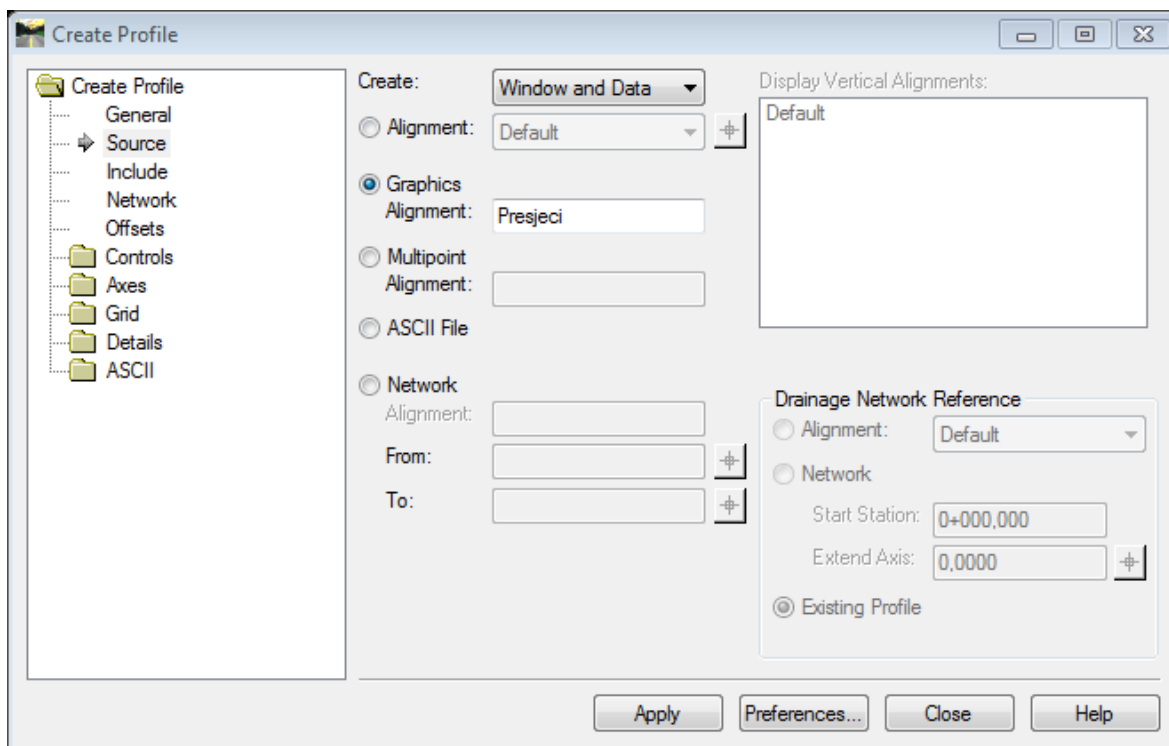 Create Profile
Create Profile
General
Source
Include
Network
Offsets
Controls
Axes
Grid
Details
ASCII
Create: Window and Data
Alignment: Default
Graphics
Alignment: Presjeci
Multipoint
Alignment:
ASCII File
Network
Alignment:
From:
To:
Display Vertical Alignments:
Default
Drainage Network Reference
Alignment: Default
Network
Start Station: 0+000,000
Extend Axis: 0,0000
Existing Profile
Apply Preferences... Close Help